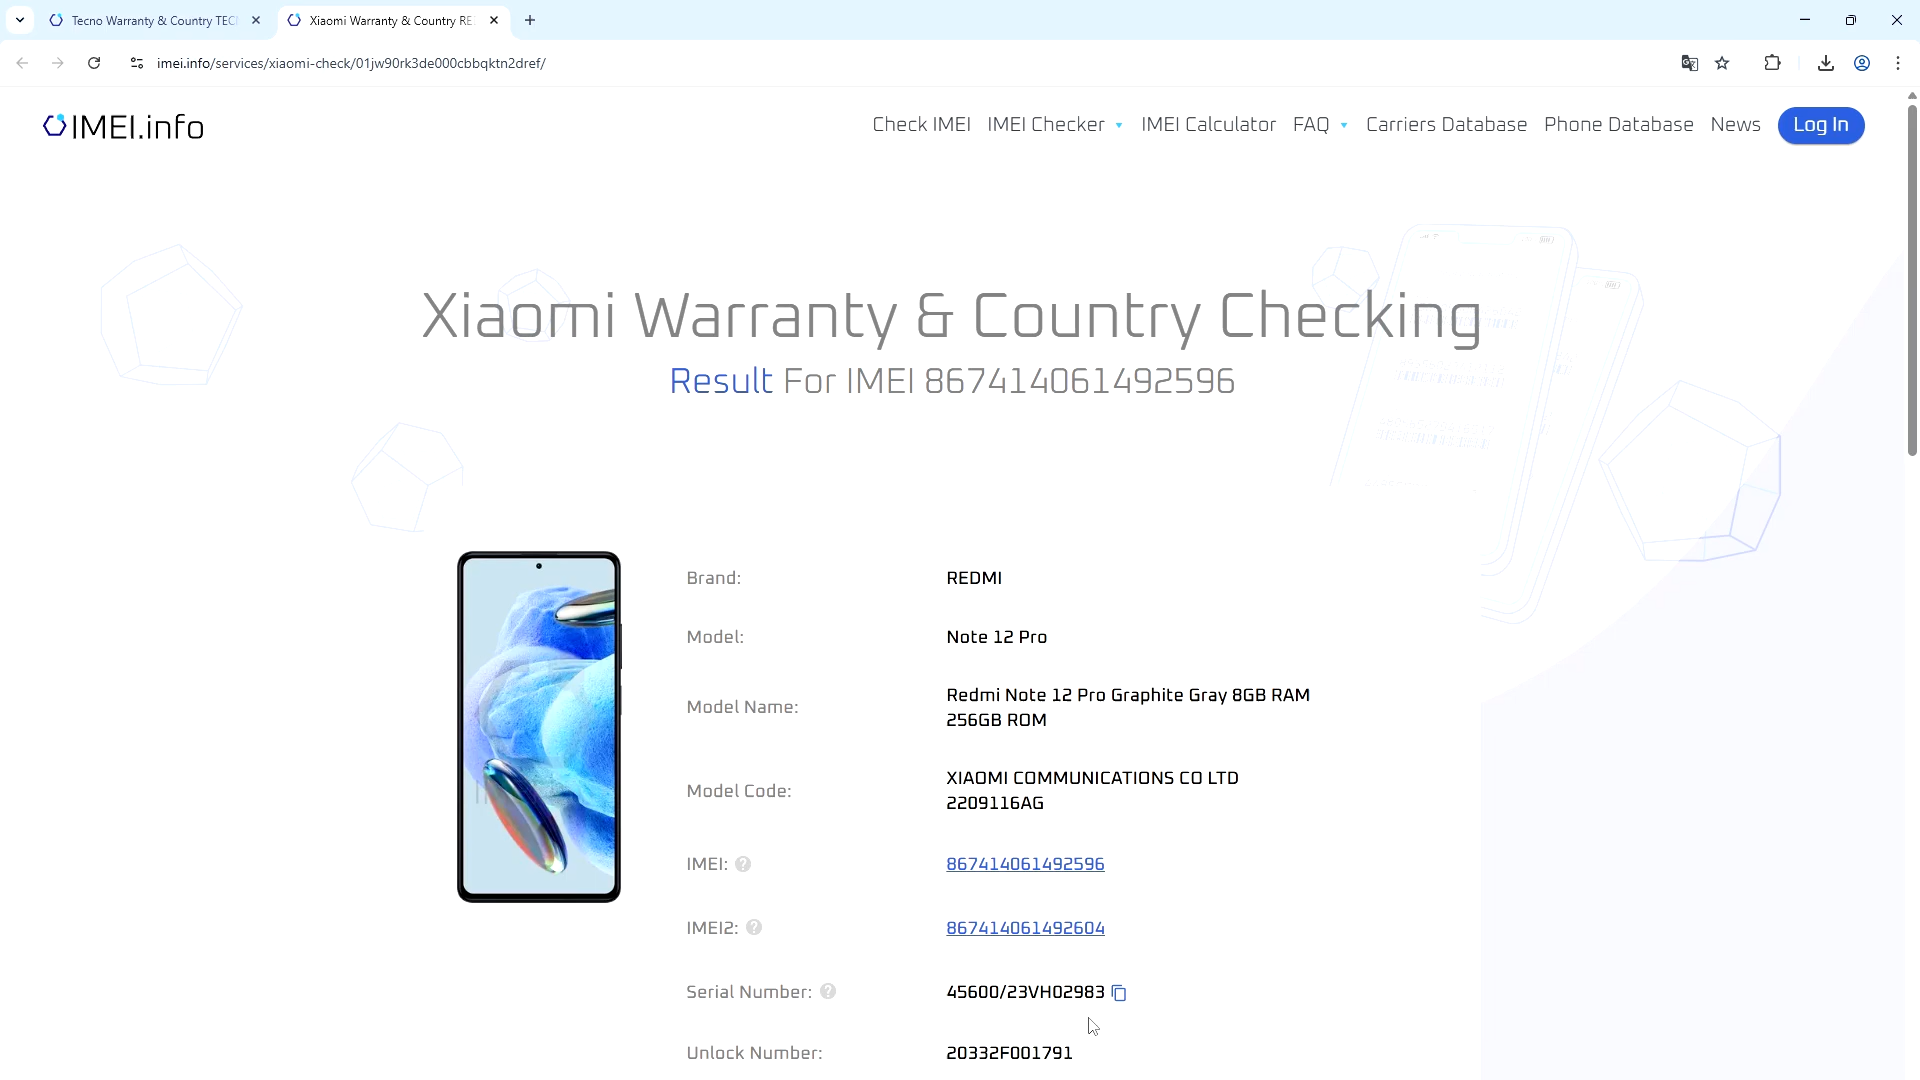 Tecno Warranty & Country TEC
Xiaomi Warranty & Country RE
imei.info/services/xiaomi-check/01jw90rk3de000cbbqktn2dref/
IMEI.info
Check IMEI IMEI Checker IMEI Calculator FAQ Carriers Database Phone Database News Log In
Xiaomi Warranty & Country Checking
Result For IMEI 867414061492596
Brand: REDMI
Model: Note 12 Pro
Model Name: Redmi Note 12 Pro Graphite Gray 8GB RAM
256GB ROM
Model Code: XIAOMI COMMUNICATIONS CO LTD
2209116AG
IMEI: 867414061492596
IMEI2: 867414061492604
Serial Number: 45600/23VH02983
Unlock Number: 20332F001791